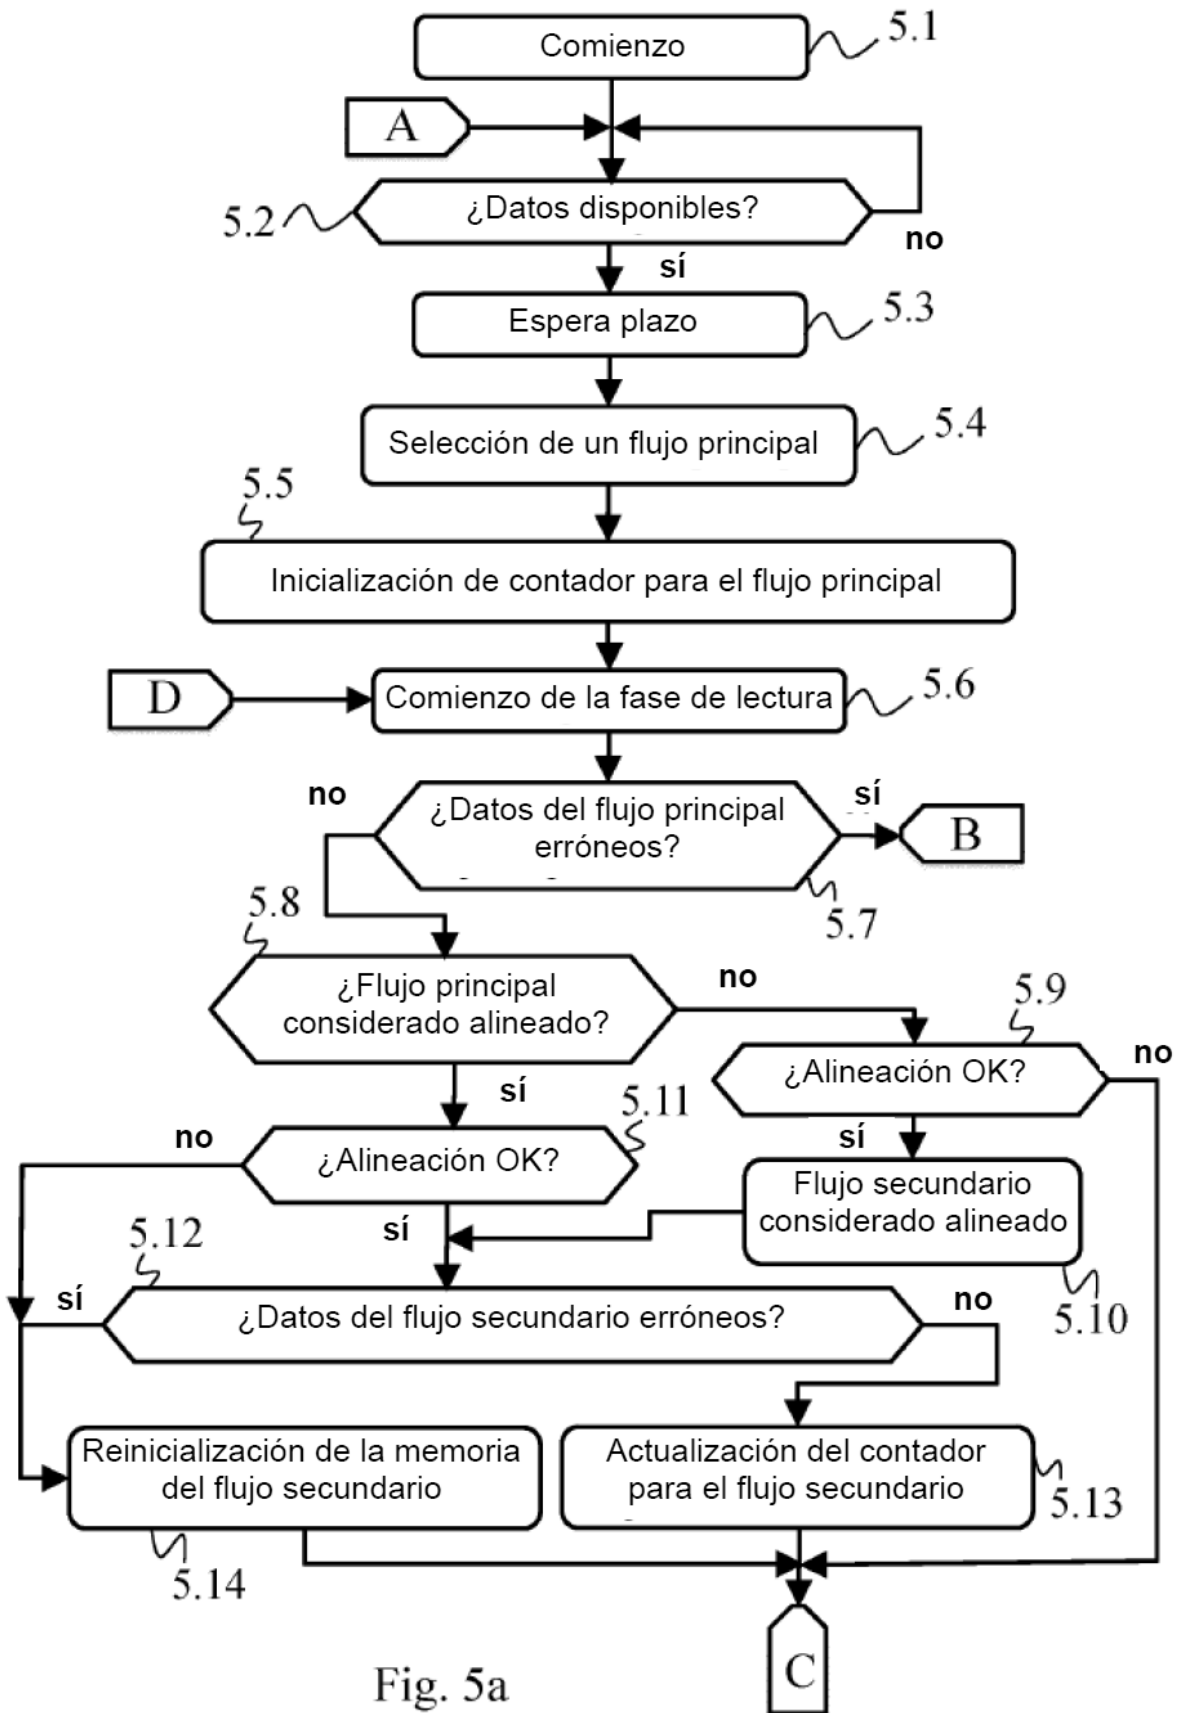 Comienzo
5.1
A
¿Datos disponibles?
5.2
no
sí
Espera plazo
5.3
Selección de un flujo principal
5.4
5.5
Inicialización de contador para el flujo principal
D
Comienzo de la fase de lectura
5.6
no
¿Datos del flujo principal
erróneos?
sí
B
5.7
5.8
¿Flujo principal
considerado alineado?
no
5.9
¿Alineación OK?
no
sí
5.11
sí
no
¿Alineación OK?
Flujo secundario
considerado alineado
sí
5.12
5.10
sí
¿Datos del flujo secundario erróneos?
no
Reinicialización de la memoria
del flujo secundario
Actualización del contador
para el flujo secundario
5.13
5.14
C
Fig. 5a